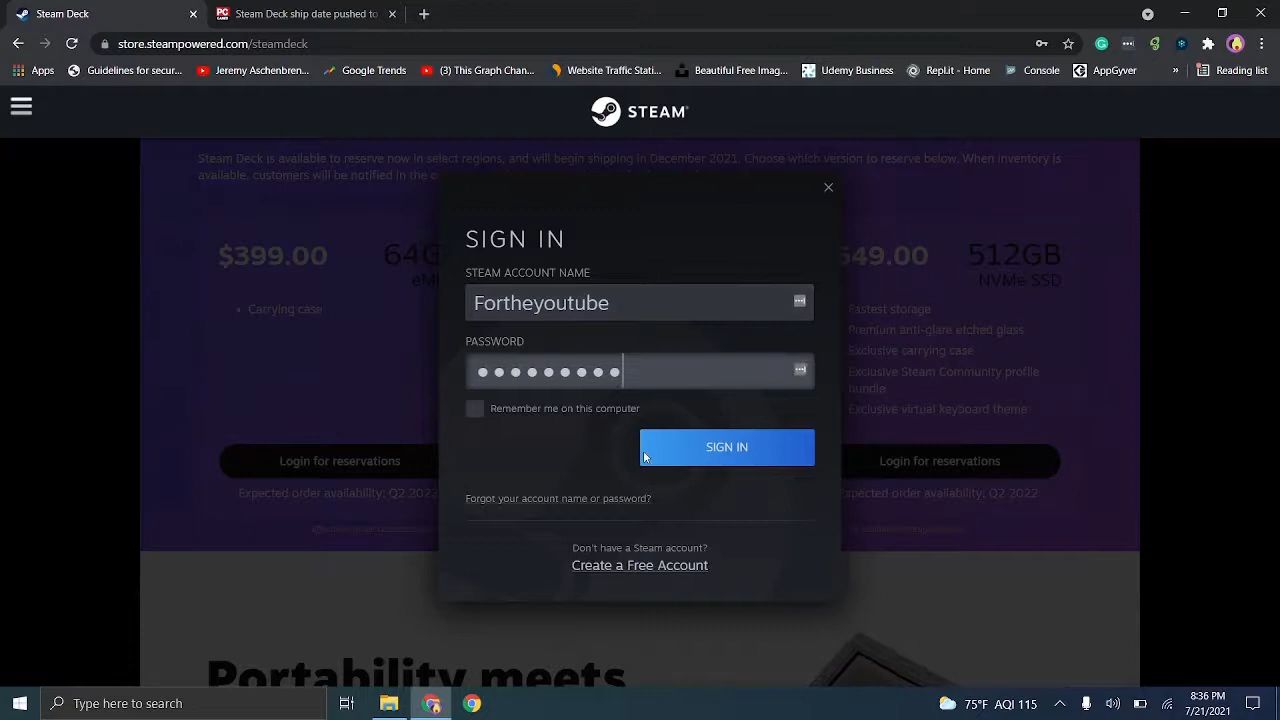 Steam Deck
Steam Deck ship date pushed to
store.steampowered.com/steamdeck
Apps
Guidelines for secur...
Jeremy Aschenbren...
Google Trends
(3) This Graph Chan...
Website Traffic Stati...
Beautiful Free Imag...
Udemy Business
Replit - Home
Console
Appy Pie
Reading list
STEAM®
Steam Deck is available to reserve now in select regions, and will begin shipping in December 2021. Choose which version to reserve below. When inventory is
available, customers will be notified in the
$399.00
64G
eM
Carrying case
Login for reservations
Expected order availability: Q2 2022
649.00
512GB
NVMe SSD
Fastest storage
Premium anti-glare etched glass
Exclusive carrying case
Exclusive Steam Community profile
bundle
Exclusive virtual keyboard theme
Login for reservations
Expected order availability: Q2 2022
SIGN IN
STEAM ACCOUNT NAME
Fortheyoutube
PASSWORD
Remember me on this computer
SIGN IN
Forgot your account name or password?
Don't have a Steam account?
Create a Free Account
Portability meets
Type here to search
75°F AQI 115
8:36 PM
7/21/2021